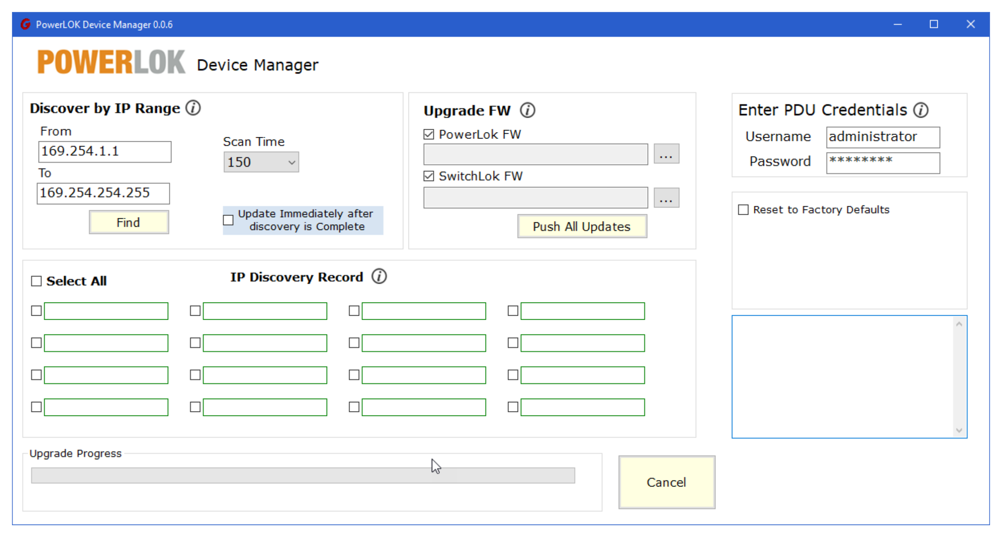 PowerLOK Device Manager 0.0.6
POWERLOK Device Manager
Discover by IP Range
From
169.254.1.1
To
169.254.254.255
Find
Scan Time
150
Update Immediately after
discovery is Complete
Upgrade FW
PowerLok FW
...
SwitchLok FW
...
Push All Updates
Enter PDU Credentials
Username administrator
Password ********
Reset to Factory Defaults
Select All
IP Discovery Record
Upgrade Progress
Cancel